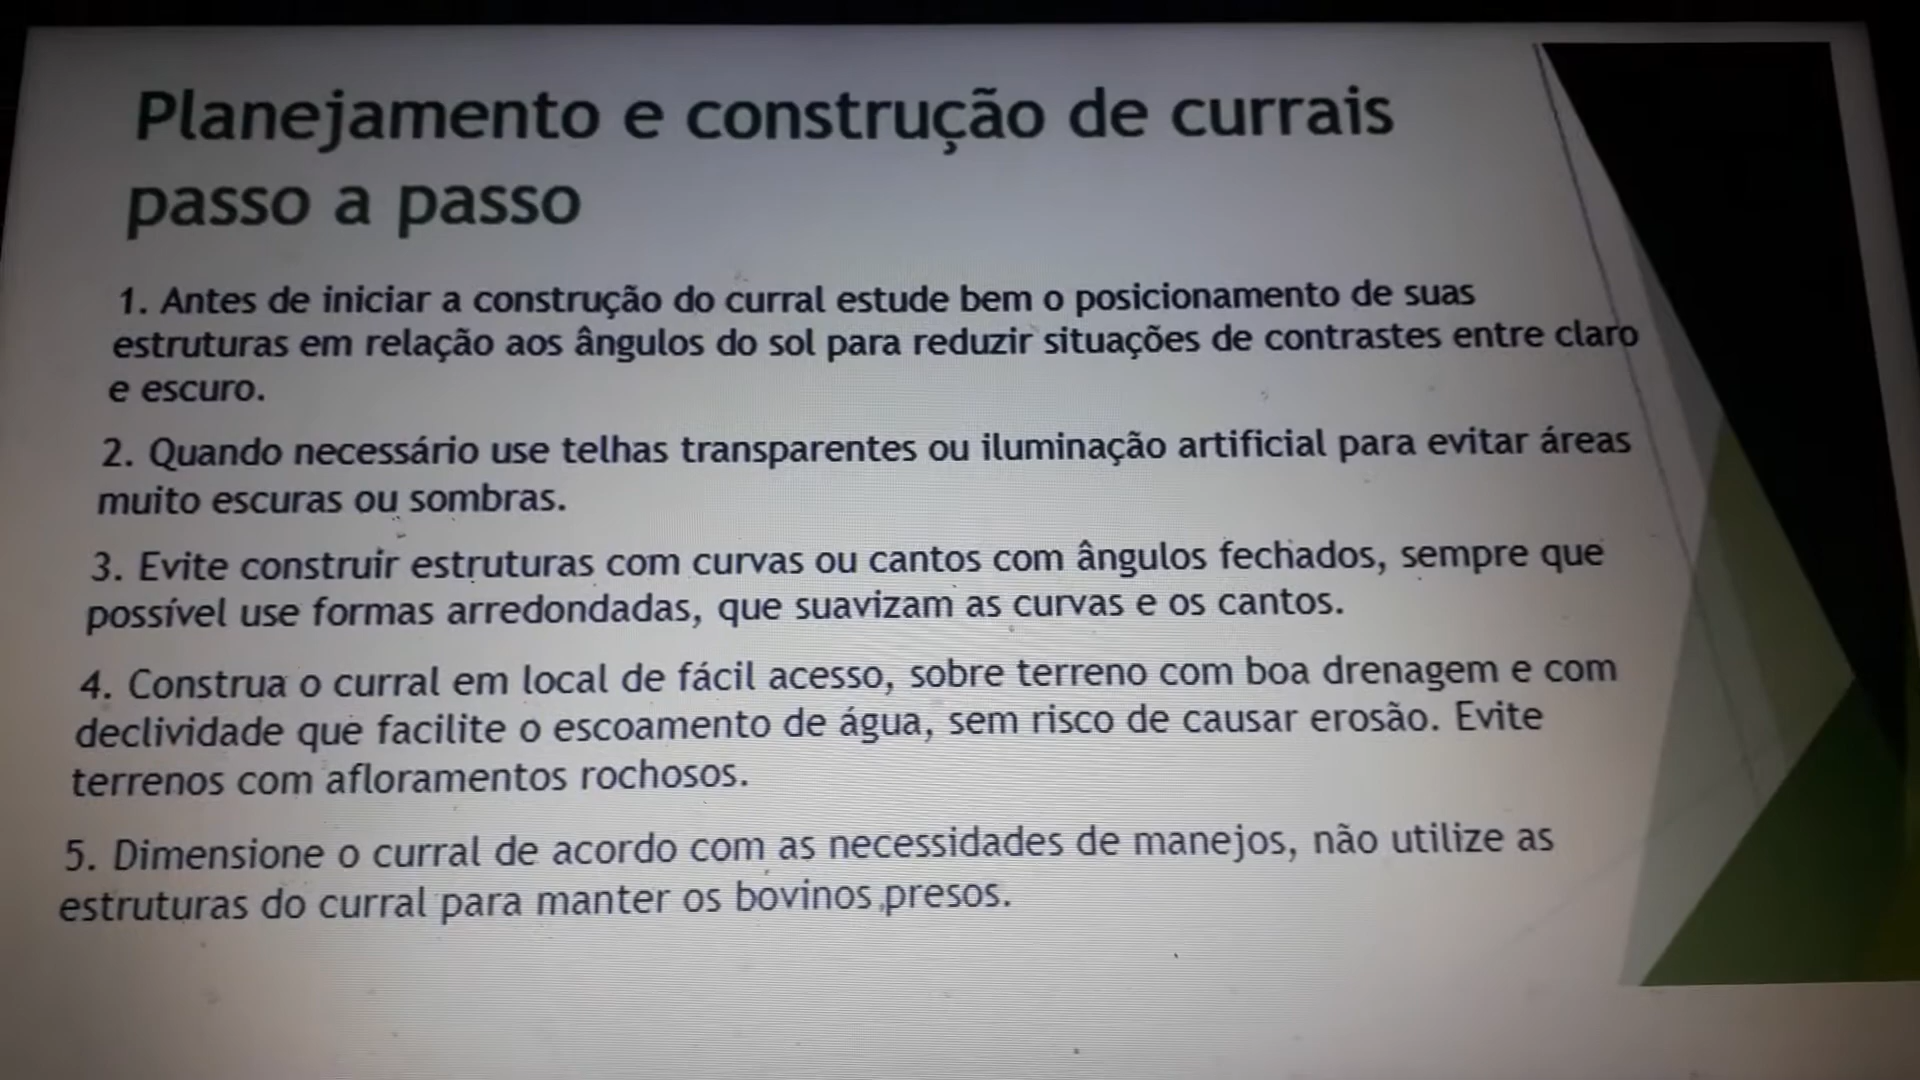 Planejamento e construção de currais
passo a passo
1. Antes de iniciar a construção do curral estude bem o posicionamento de suas
estruturas em relação aos ângulos do sol para reduzir situações de contrastes entre claro
e escuro.
2. Quando necessário use telhas transparentes ou iluminação artificial para evitar áreas
muito escuras ou sombras.
3. Evite construir estruturas com curvas ou cantos com ângulos fechados, sempre que
possível use formas arredondadas, que suavizam as curvas e os cantos.
4. Construa o curral em local de fácil acesso, sobre terreno com boa drenagem e com
declividade que facilite o escoamento de água, sem risco de causar erosão. Evite
terrenos com afloramentos rochosos.
5. Dimensione o curral de acordo com as necessidades de manejos, não utilize as
estruturas do curral para manter os bovinos presos.